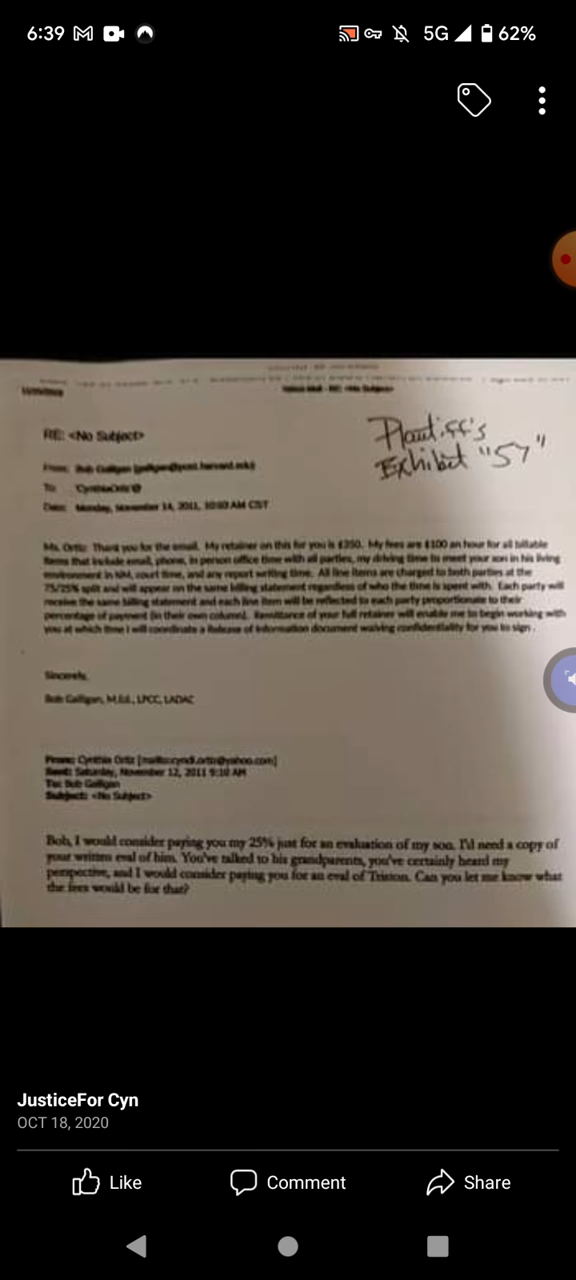 6:39
5G
62%
RE: <No Subject>
Plautiff's
Exhibit "57"
From: Bob Galligan
To: CynthiaOrtiz@
Date: Monday, November 14, 2011, 10:03 AM CST
Ms. Ortiz: Thank you for the email. My retainer on this for you is £350. My fees are £100 an hour for all billable
items that include email, phone, in person office time with all parties, my driving time to meet your son in his living
environment in NM, court time, and any report writing time. All line items are charged to both parties at the
75/25% split and will appear on the same billing statement regardless of who the time is spent with. Each party will
receive the same billing statement and each line item will be reflected to each party proportionate to their
percentage of payment (in their own column). Remittance of your full retainer will enable me to begin working with
you at which time I will coordinate a Release of Information document waiving confidentiality for you to sign.
Sincerely,
Bob Galligan, M.Ed., LPCC, LADAC
From: Cynthia Ortiz [mailto:cyndi.ortiz@yahoo.com]
Sent: Saturday, November 12, 2011 9:10 AM
To: Bob Galligan
Subject: <No Subject>
Bob, I would consider paying you my 25% just for an evaluation of my son. I'd need a copy of
your written eval of him. You've talked to his grandparents, you've certainly heard my
perspective, and I would consider paying you for an eval of Triston. Can you let me know what
the fees would be for that?
JusticeFor Cyn
OCT 18, 2020
Like
Comment
Share